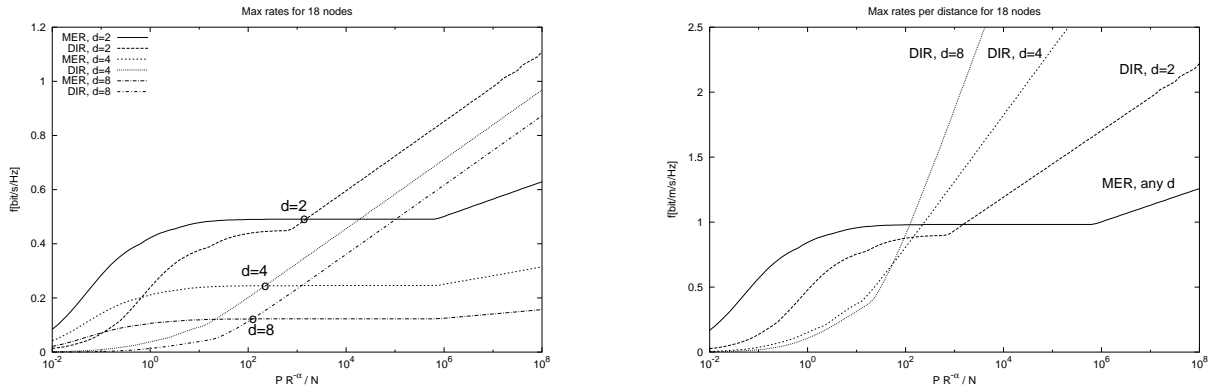 Max rates for 18 nodes
1.2
1
0.8
0.6
0.4
0.2
0
f[bit/s/Hz]
MER, d=2
DIR, d=2
MER, d=4
DIR, d=4
MER, d=8
DIR, d=8
d=2
d=4
d=8
10^-2 10^0 10^2 10^4 10^6 10^8
P R^-α / N
Max rates per distance for 18 nodes
2.5
2
1.5
1
0.5
0
f[bit/m/s/Hz]
DIR, d=8
DIR, d=4
DIR, d=2
MER, any d
10^-2 10^0 10^2 10^4 10^6 10^8
P R^-α / N